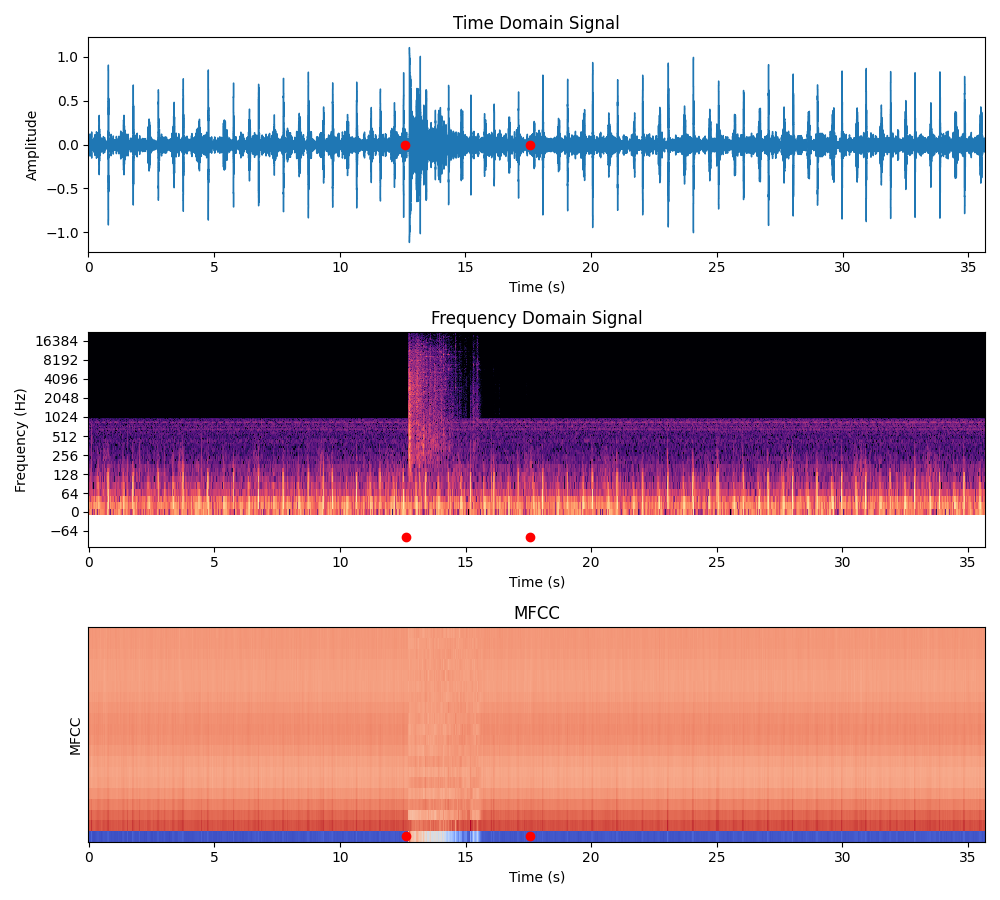 Time Domain Signal
1.0
0.5
0.0
−0.5
−1.0
Amplitude
0 5 10 15 20 25 30 35
Time (s)
Frequency Domain Signal
16384
8192
4096
2048
1024
512
256
128
64
0
−64
Frequency (Hz)
0 5 10 15 20 25 30 35
Time (s)
MFCC
MFCC
0 5 10 15 20 25 30 35
Time (s)